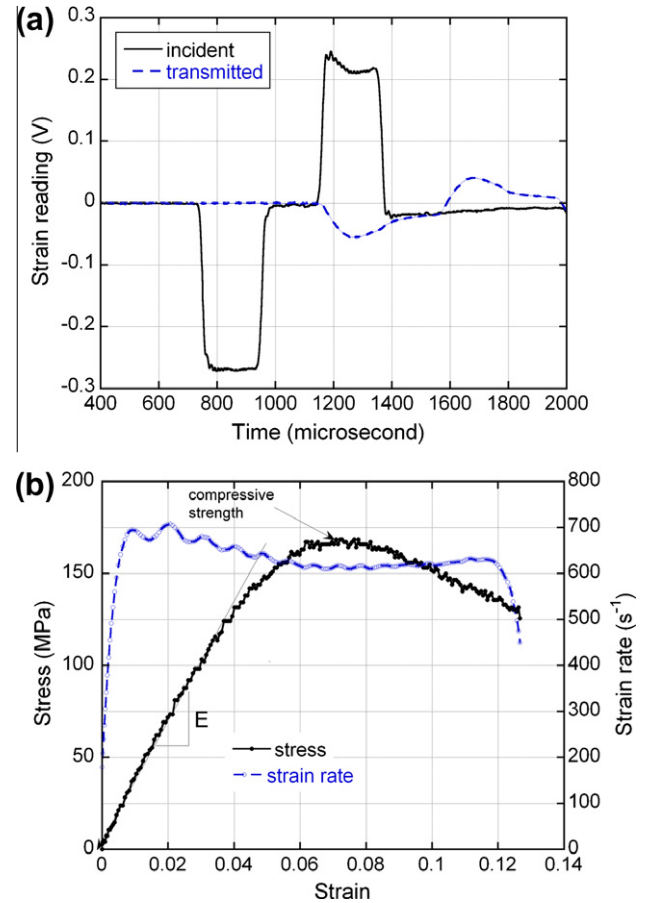 (a)
0.3
0.2
0.1
0
-0.1
-0.2
-0.3
Strain reading (V)
incident
transmitted
400 600 800 1000 1200 1400 1600 1800 2000
Time (microsecond)
(b)
200
150
100
50
0
Stress (MPa)
compressive
strength
E
stress
strain rate
800
700
600
500
400
300
200
100
0
Strain rate (s⁻¹)
0 0.02 0.04 0.06 0.08 0.1 0.12 0.14
Strain